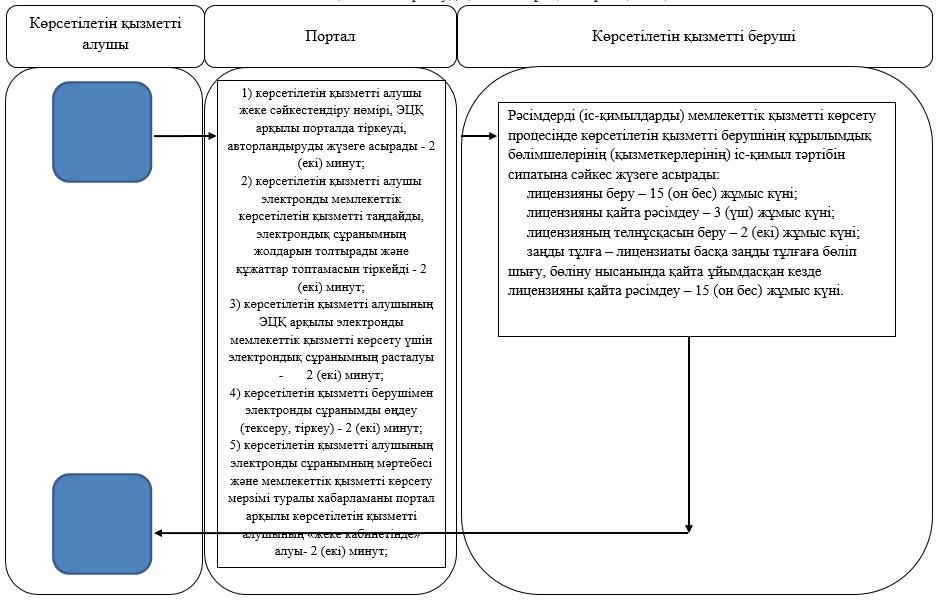 Көрсетілетін қызметті
алушы
Портал
Көрсетілетін қызметті беруші
1) көрсетілетін қызметті алушы
жеке сәйкестендіру нөмірі, ЭЦҚ
арқылы порталда тіркеуді,
авторландыруды жүзеге асырады - 2
(екі) минут;
2) көрсетілетін қызметті алушы
электронды мемлекеттік
көрсетілетін қызметті таңдайды,
электрондық сұранымның
жолдарын толтырады және
құжаттар топтамасын тіркейді - 2
(екі) минут;
3) көрсетілетін қызметті алушының
ЭЦҚ арқылы электронды
мемлекеттік қызметті көрсету үшін
электрондық сұранымның расталуы
- 2 (екі) минут;
4) көрсетілетін қызметті берушімен
электронды сұранымды өңдеу
(тексеру, тіркеу) - 2 (екі) минут;
5) көрсетілетін қызметті алушының
электронды сұранымның мәртебесі
және мемлекеттік қызметті көрсету
мерзімі туралы хабарламаны портал
арқылы көрсетілетін қызметті
алушының «жеке кабинетінде»
алуы- 2 (екі) минут;
Рәсімдерді (іс-қимылдарды) мемлекеттік қызметті көрсету
процесінде көрсетілетін қызметті берушінің құрылымдық
бөлімшелерінің (қызметкерлерінің) іс-қимыл тәртібін
сипатына сәйкес жүзеге асырады:
лицензияны беру – 15 (он бес) жұмыс күні;
лицензияны қайта рәсімдеу – 3 (үш) жұмыс күні;
лицензияның телнұсқасын беру – 2 (екі) жұмыс күні;
заңды тұлға – лицензиаты басқа заңды тұлғаға бөліп
шығу, бөліну нысанында қайта ұйымдасқан кезде
лицензияны қайта рәсімдеу – 15 (он бес) жұмыс күні.